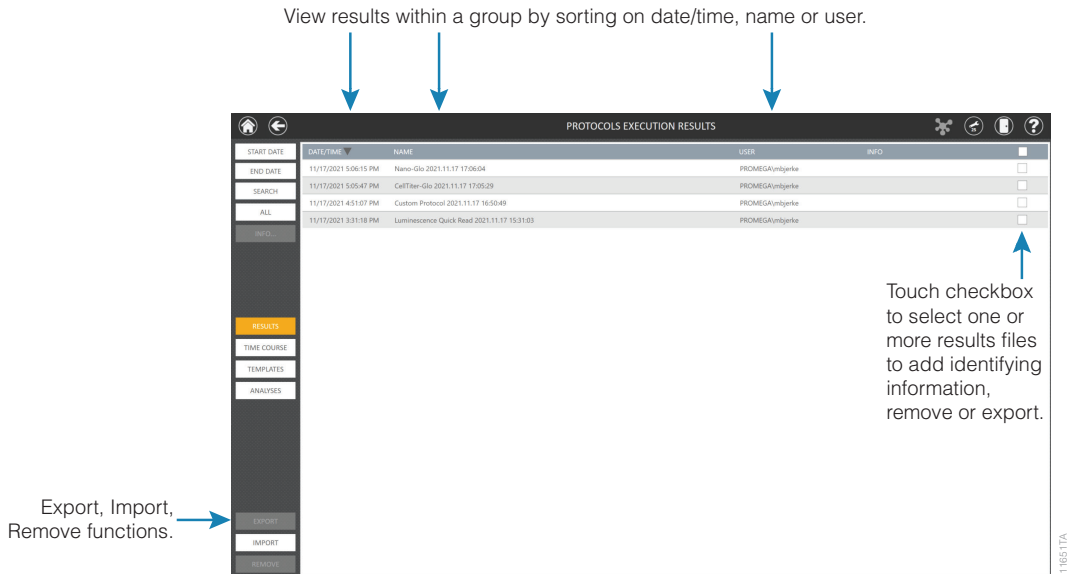 View results within a group by sorting on date/time, name or user.
PROTOCOLS EXECUTION RESULTS
START DATE
END DATE
SEARCH
ALL
INFO...
DATE/TIME NAME USER INFO
11/17/2021 5:06:15 PM Nano-Glo 2021.11.17 17:06:04 PROMEGA\mbjerke
11/17/2021 5:05:47 PM CellTiter-Glo 2021.11.17 17:05:29 PROMEGA\mbjerke
11/17/2021 4:51:07 PM Custom Protocol 2021.11.17 16:50:49 PROMEGA\mbjerke
11/17/2021 3:31:18 PM Luminescence Quick Read 2021.11.17 15:31:03 PROMEGA\mbjerke
Touch checkbox
to select one or
more results files
to add identifying
information,
remove or export.
RESULTS
TIME COURSE
TEMPLATES
ANALYSES
Export, Import,
Remove functions.
EXPORT
IMPORT
REMOVE
11651TA